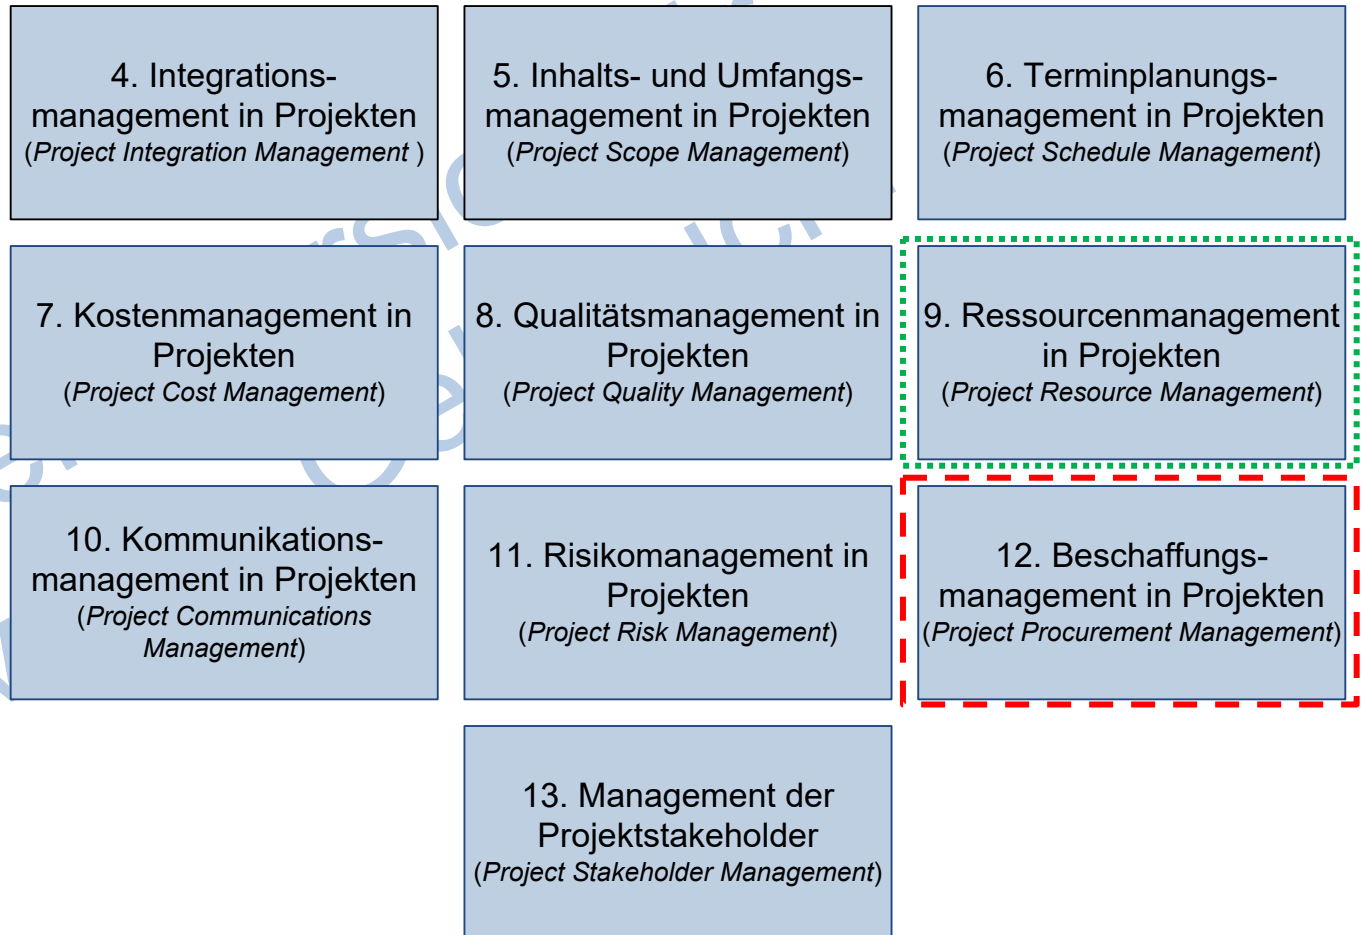 4. Integrations-
management in Projekten
(Project Integration Management )
5. Inhalts- und Umfangs-
management in Projekten
(Project Scope Management)
6. Terminplanungs-
management in Projekten
(Project Schedule Management)
7. Kostenmanagement in
Projekten
(Project Cost Management)
8. Qualitätsmanagement in
Projekten
(Project Quality Management)
9. Ressourcenmanagement
in Projekten
(Project Resource Management)
10. Kommunikations-
management in Projekten
(Project Communications
Management)
11. Risikomanagement in
Projekten
(Project Risk Management)
12. Beschaffungs-
management in Projekten
(Project Procurement Management)
13. Management der
Projektstakeholder
(Project Stakeholder Management)